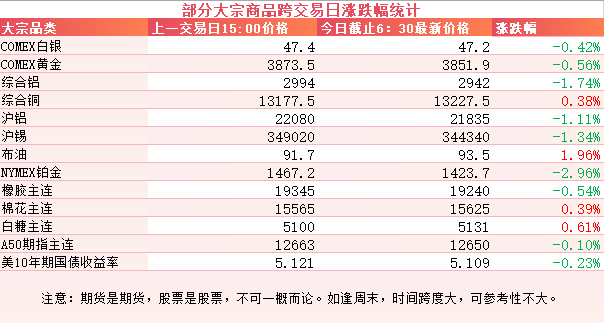 部分大宗商品跨交易日涨跌幅统计
大宗品类 上一交易日15:00价格 今日截止6：30最新价格 涨跌幅
COMEX白银 47.4 47.2 -0.42%
COMEX黄金 3873.5 3851.9 -0.56%
综合铝 2994 2942 -1.74%
综合铜 13177.5 13227.5 0.38%
沪铝 22080 21835 -1.11%
沪锡 349020 344340 -1.34%
布油 91.7 93.5 1.96%
NYMEX铂金 1467.2 1423.7 -2.96%
橡胶主连 19345 19240 -0.54%
棉花主连 15565 15625 0.39%
白糖主连 5100 5131 0.61%
A50期指主连 12663 12650 -0.10%
美10年期国债收益率 5.121 5.109 -0.23%
注意：期货是期货，股票是股票，不可一概而论。如逢周末，时间跨度大，可参考性不大。